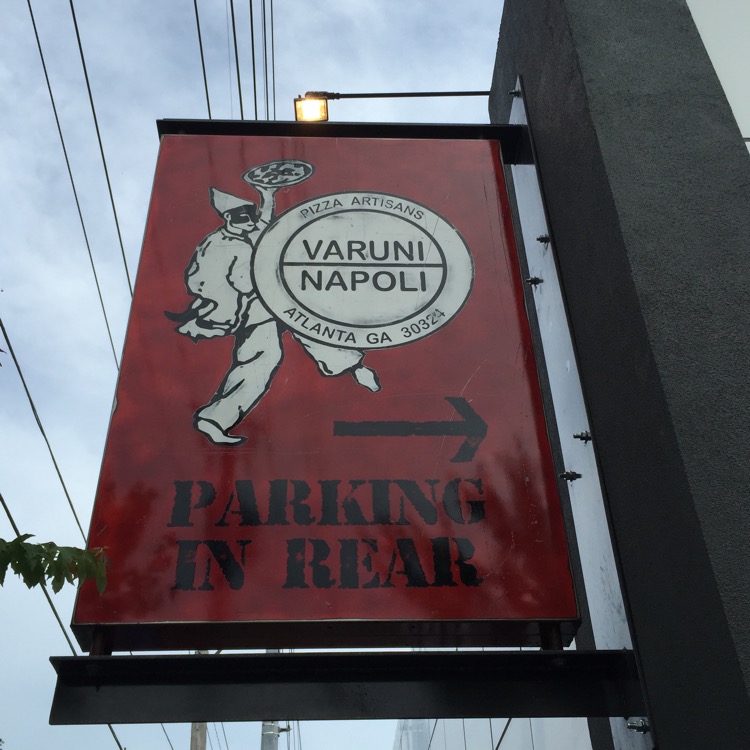 PIZZA ARTISANS
VARUNI
NAPOLI
ATLANTA GA 30324
PARKING
IN REAR